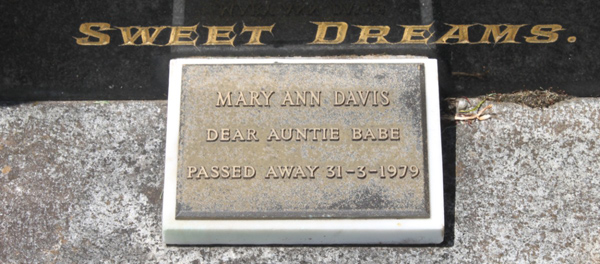 SWEET DREAMS.
MARY ANN DAVIS
DEAR AUNTIE BABE
PASSED AWAY 31-3-1979